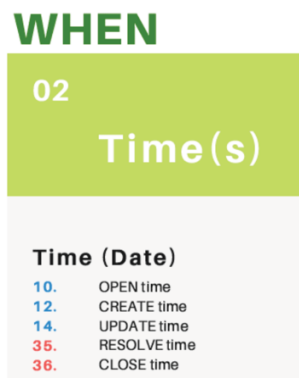 WHEN
02
Time(s)
Time (Date)
10. OPEN time
12. CREATE time
14. UPDATE time
35. RESOLVE time
36. CLOSE time